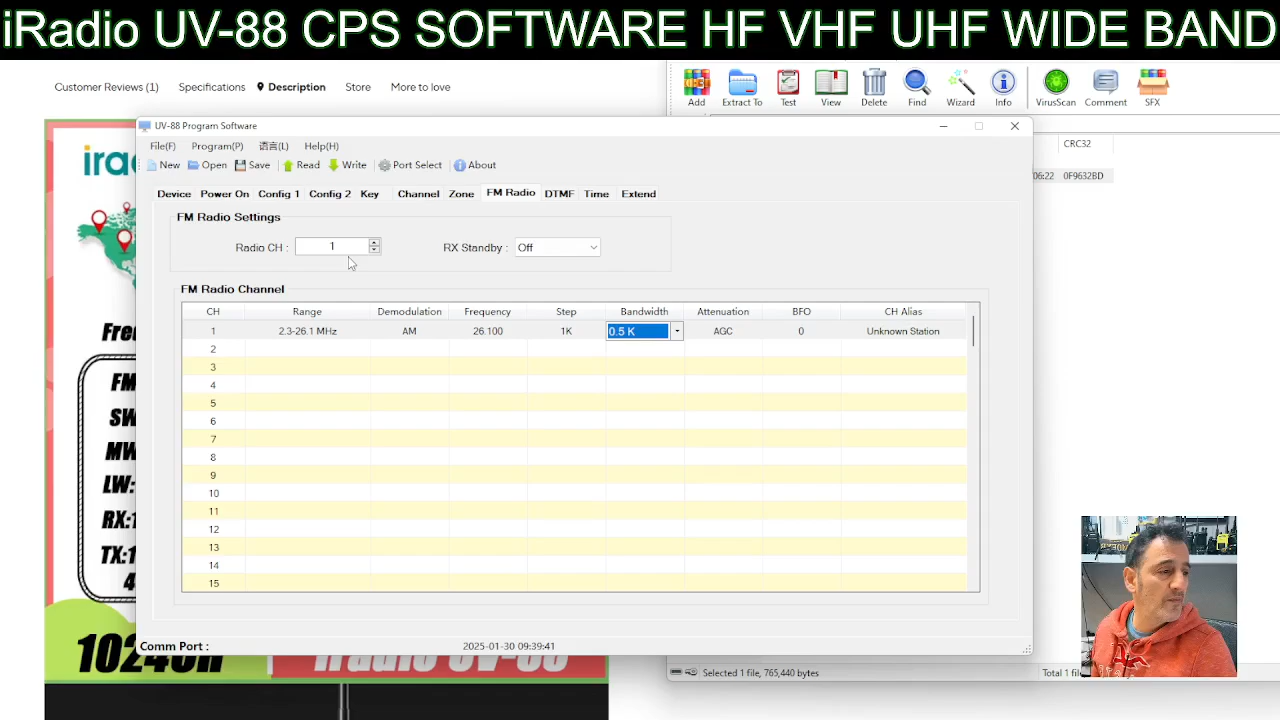 iRadio UV-88 CPS SOFTWARE HF VHF UHF WIDE BAND
Customer Reviews (1) Specifications Description
Add Extract To Test View Delete Find Wizard Info VirusScan Comment SFX
CRC32
06:22 0F9632BD
UV-88 Program Software
File(F) Program(P) 语言(L) Help(H)
New Open Save Read Write Port Select About
Device Power On Config 1 Config 2 Key Channel Zone FM Radio DTMF Time Extend
FM Radio Settings
Radio CH : 1 RX Standby : Off
FM Radio Channel
CH Range Demodulation Frequency Step Bandwidth Attenuation BFO CH Alias
1 2.3-26.1 MHz AM 26.100 1K 0.5 K AGC 0 Unknown Station
2
3
4
5
6
7
8
9
10
11
12
13
14
15
Comm Port : 2025-01-30 09:39:41
FM
SW
MW
LW:
RX:1
TX:1
4
iRadio UV-88
Selected 1 file, 765,440 bytes Total 1 file